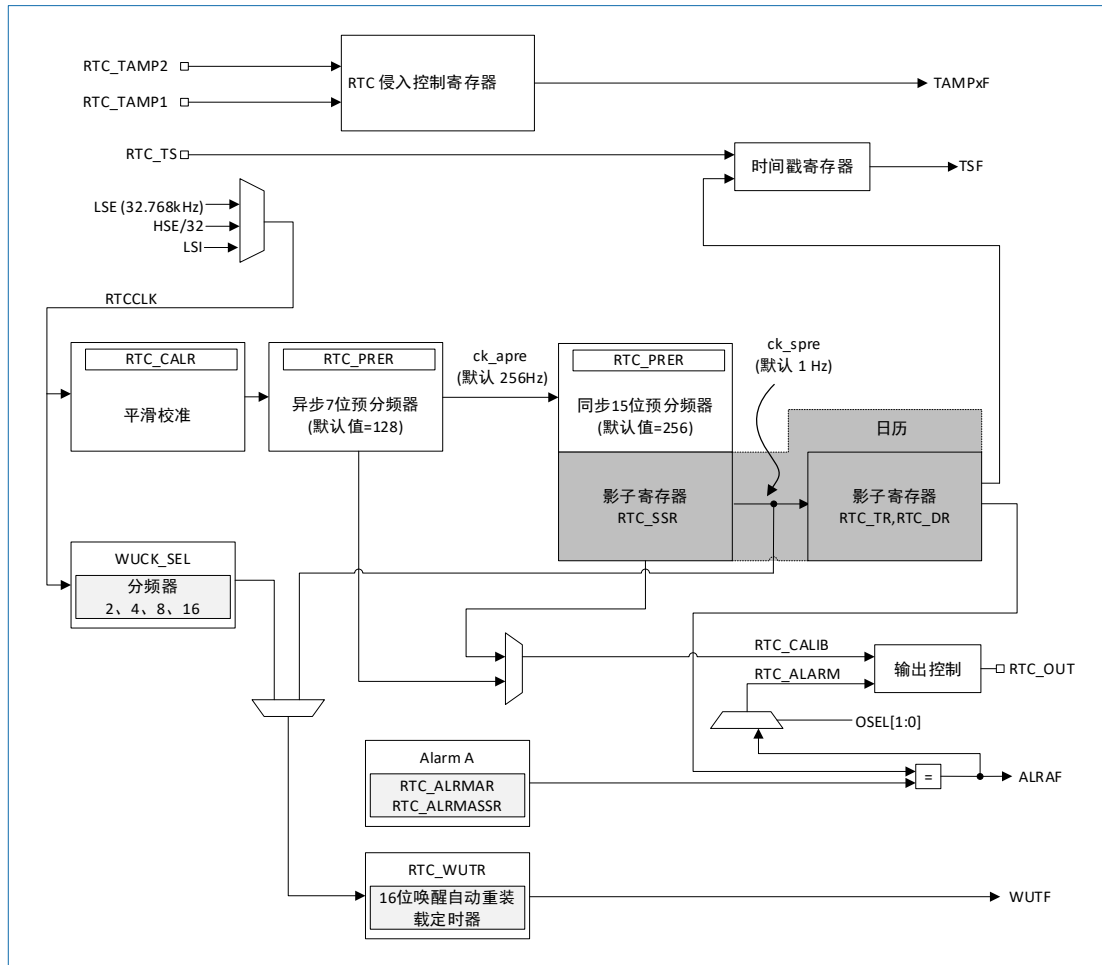 RTC_TAMP2
RTC_TAMP1
RTC 侵入控制寄存器
TAMPxF
RTC_TS
时间戳寄存器
TSF
LSE (32.768kHz)
HSE/32
LSI
RTCCLK
RTC_CALR
平滑校准
RTC_PRER
异步7位预分频器
(默认值=128)
ck_apre
(默认 256Hz)
RTC_PRER
同步15位预分频器
(默认值=256)
ck_spre
(默认 1 Hz)
日历
影子寄存器
RTC_SSR
影子寄存器
RTC_TR,RTC_DR
WUCK_SEL
分频器
2、4、8、16
RTC_CALIB
RTC_ALARM
输出控制
RTC_OUT
OSEL[1:0]
Alarm A
RTC_ALRMAR
RTC_ALRMASSR
=
ALRAF
RTC_WUTR
16位唤醒自动重装
载定时器
WUTF